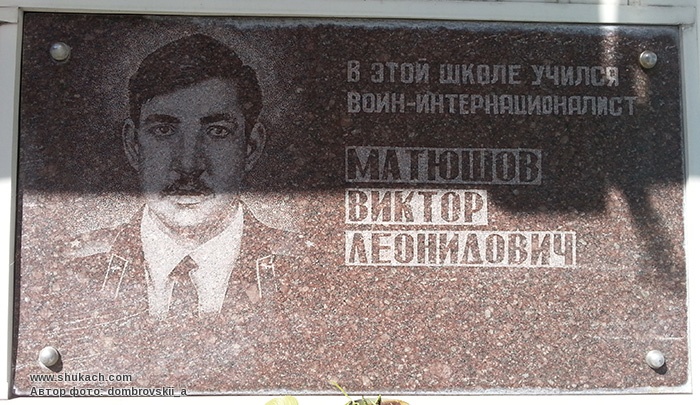 В ЭТОЙ ШКОЛЕ УЧИЛСЯ
ВОИН-ИНТЕРНАЦИОНАЛИСТ
МАТЮШОВ
ВИКТОР
ЛЕОНИДОВИЧ
www.shukach.com
Автор фото: dombrovskii_a